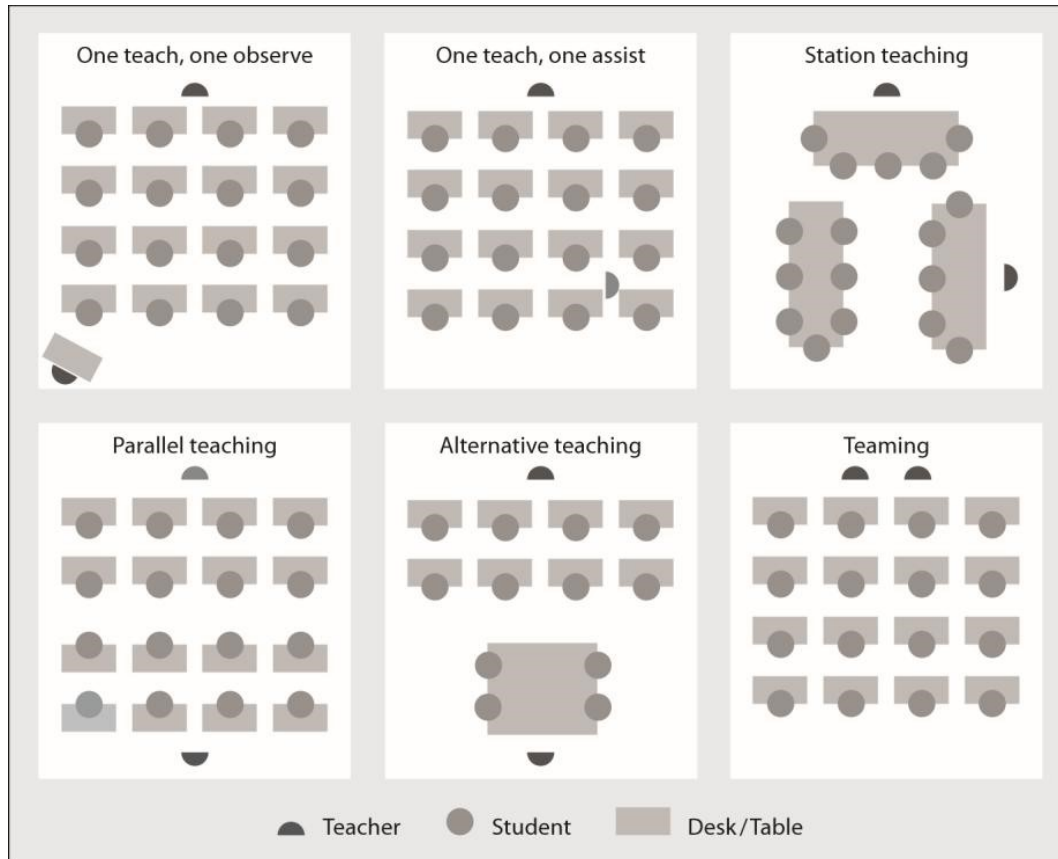 One teach, one observe
One teach, one assist
Station teaching
Parallel teaching
Alternative teaching
Teaming
Teacher
Student
Desk/Table